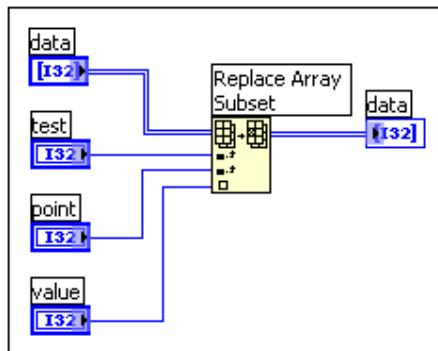 data
[I32]
test
I32
point
I32
value
I32
Replace Array
Subset
data
[I32]